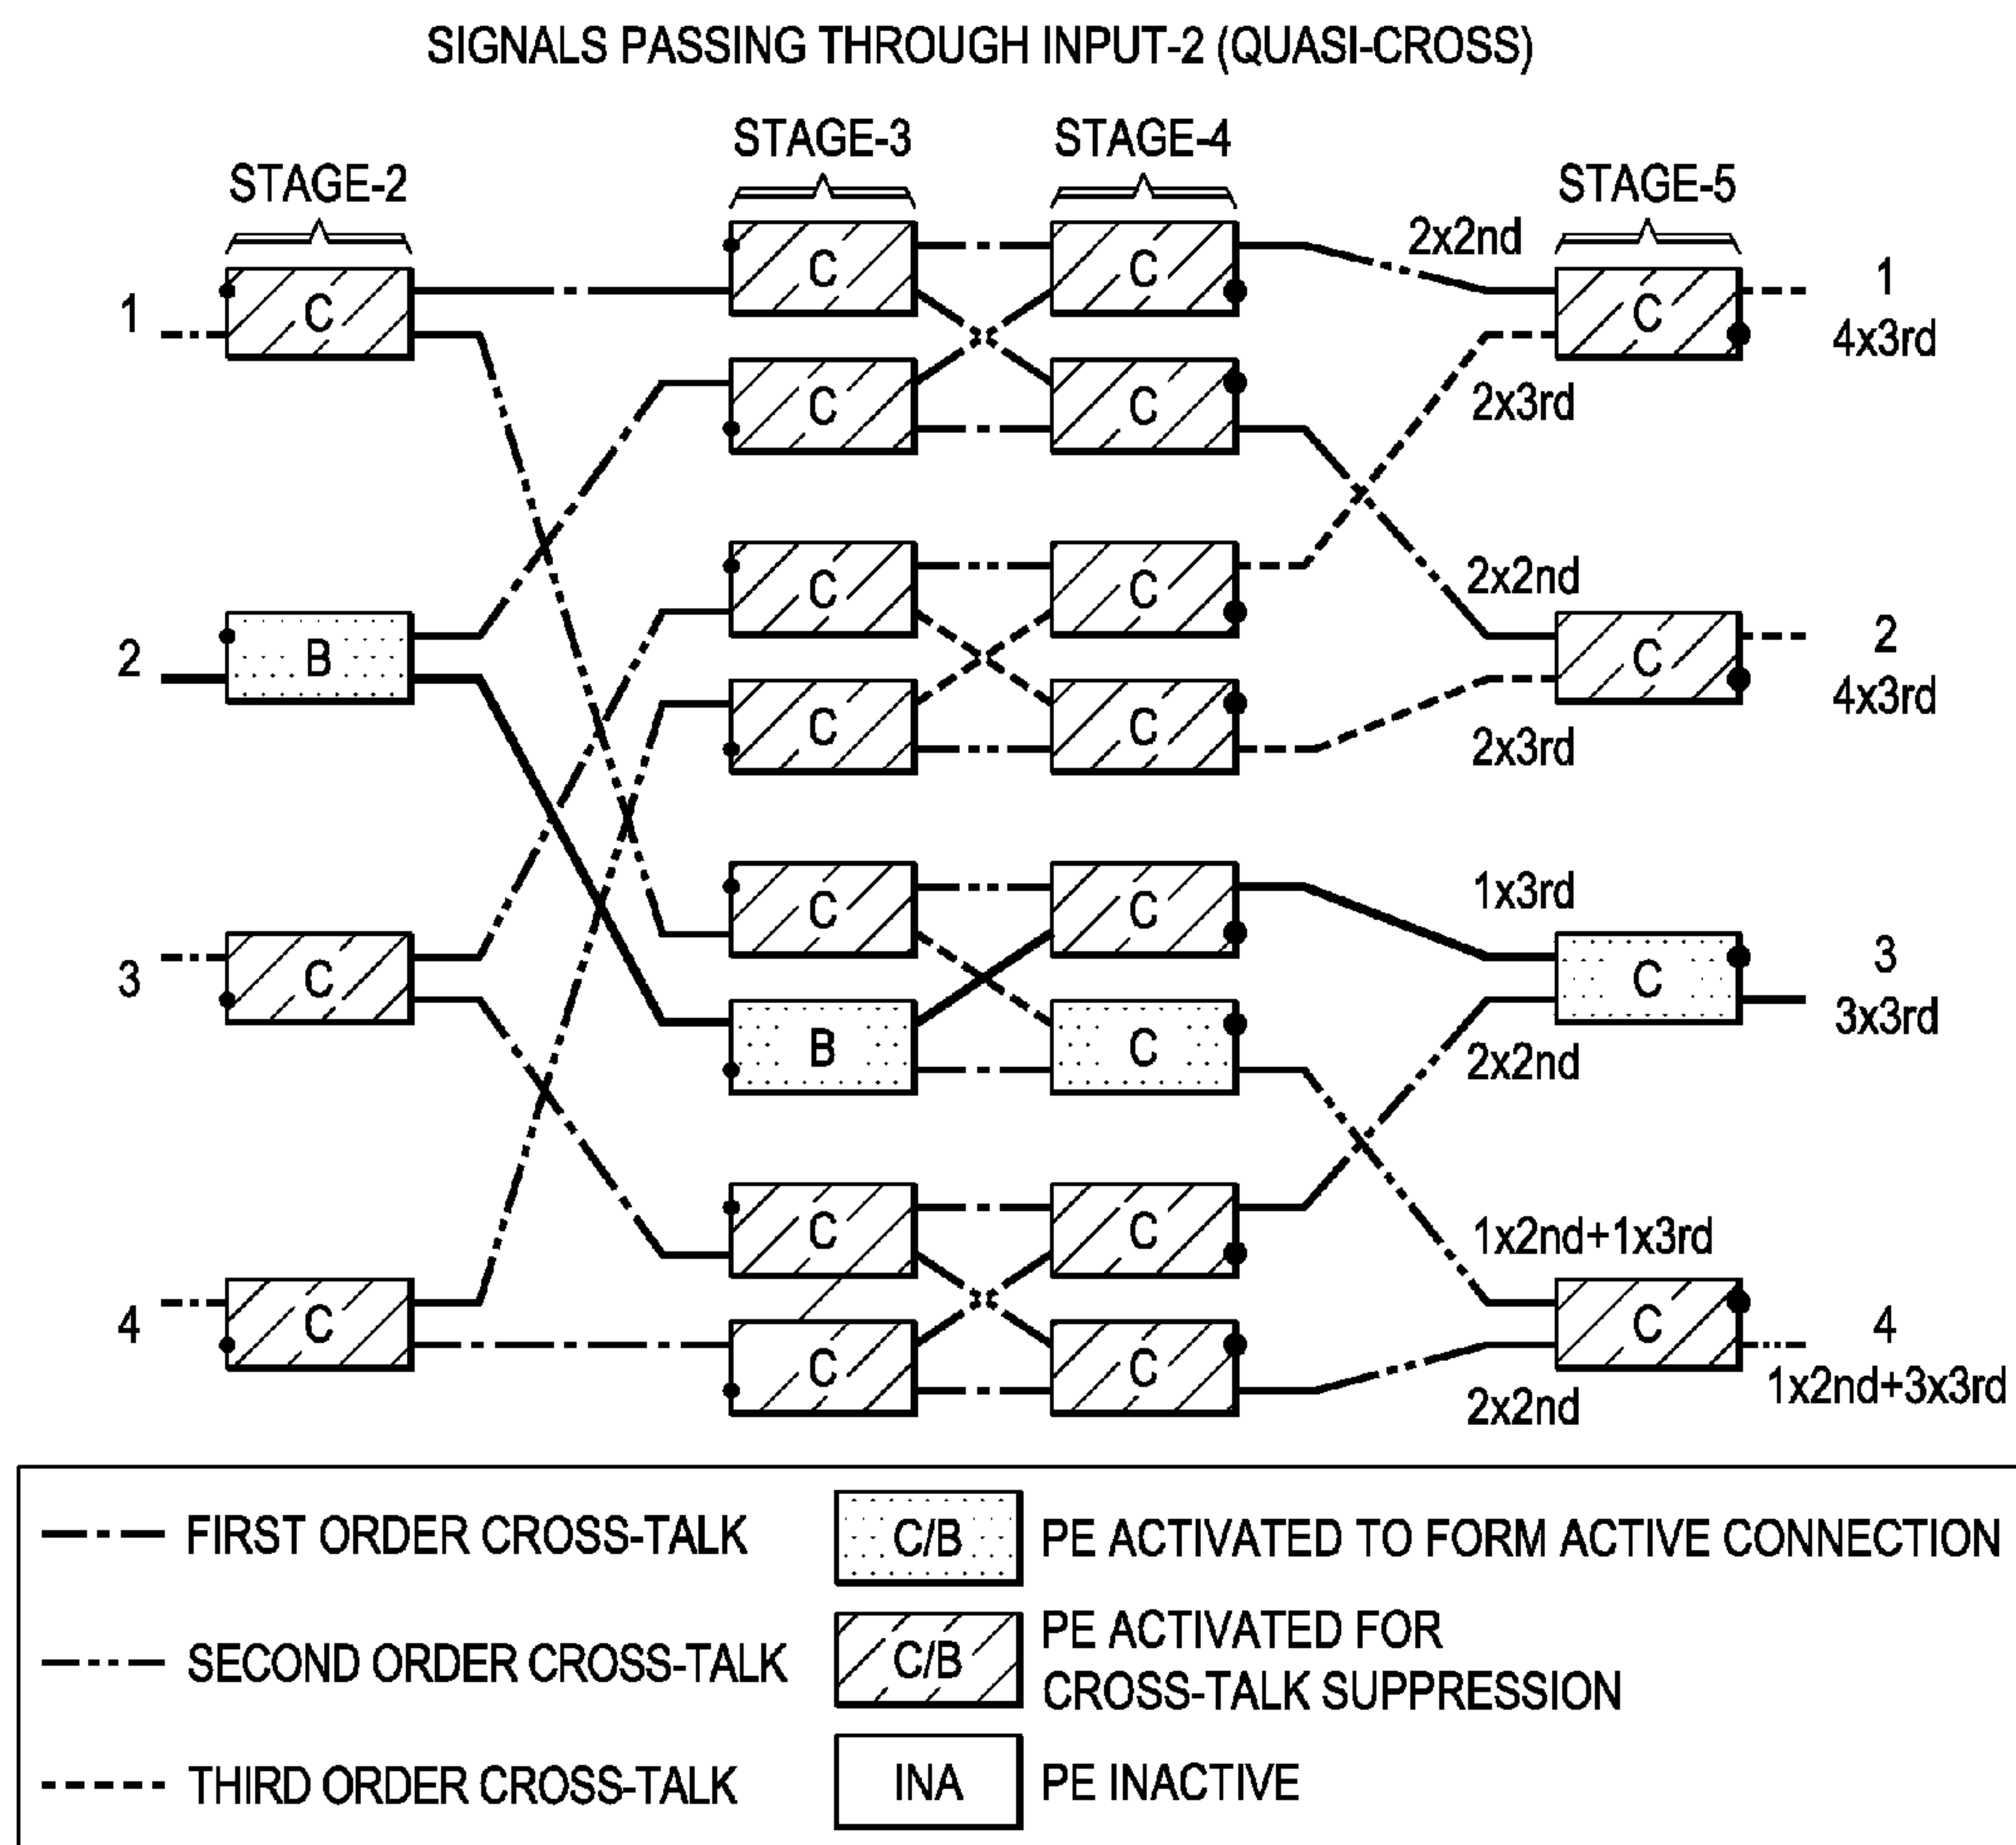 SIGNALS PASSING THROUGH INPUT-2 (QUASI-CROSS)
STAGE-2
STAGE-3
STAGE-4
STAGE-5
1
C
C
C
2x2nd
C
1
4x3rd
C
C
2x3rd
2
B
C
C
2x2nd
C
2
4x3rd
C
C
2x3rd
3
C
C
C
1x3rd
C
3
3x3rd
B
C
2x2nd
4
C
C
C
1x2nd+1x3rd
C
4
1x2nd+3x3rd
C
C
2x2nd
FIRST ORDER CROSS-TALK
C/B
PE ACTIVATED TO FORM ACTIVE CONNECTION
SECOND ORDER CROSS-TALK
C/B
PE ACTIVATED FOR
CROSS-TALK SUPPRESSION
THIRD ORDER CROSS-TALK
INA
PE INACTIVE